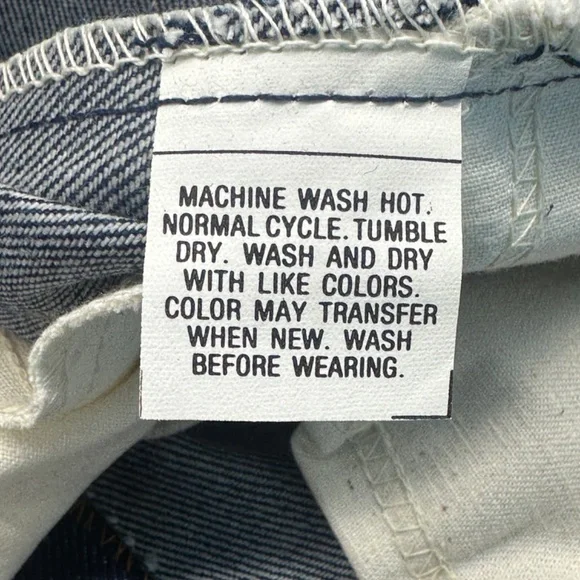 MACHINE WASH HOT.
NORMAL CYCLE. TUMBLE
DRY. WASH AND DRY
WITH LIKE COLORS.
COLOR MAY TRANSFER
WHEN NEW. WASH
BEFORE WEARING.